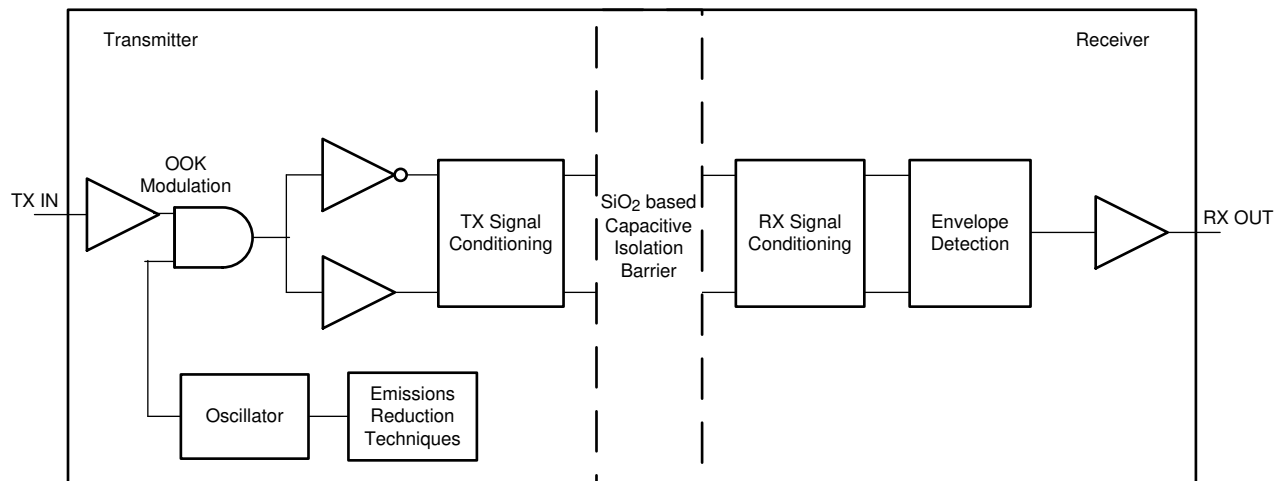 Transmitter
Receiver
OOK
Modulation
TX IN
TX Signal
Conditioning
SiO2 based
Capacitive
Isolation
Barrier
RX Signal
Conditioning
Envelope
Detection
RX OUT
Oscillator
Emissions
Reduction
Techniques